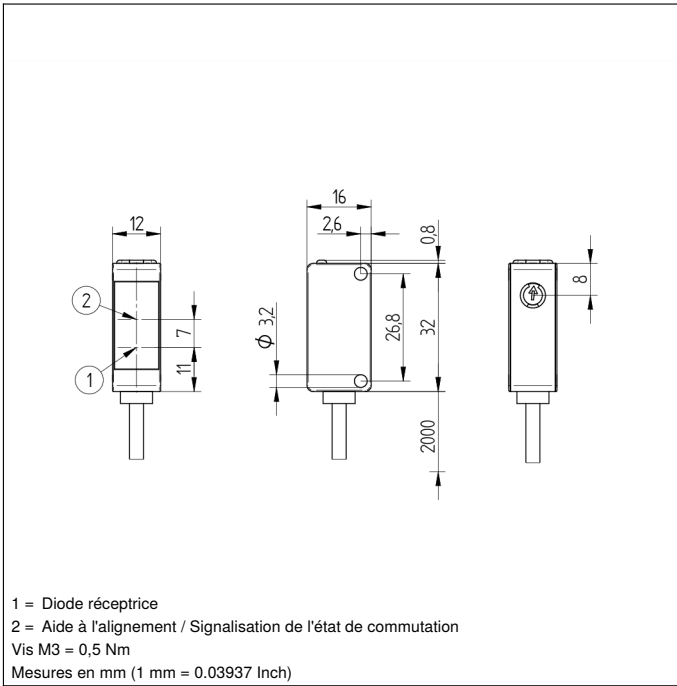 16
12
2,6
0,8
8
2
7
ϕ 3,2
26,8
32
1
11
2000
1 = Diode réceptrice
2 = Aide à l'alignement / Signalisation de l'état de commutation
Vis M3 = 0,5 Nm
Mesures en mm (1 mm = 0.03937 Inch)